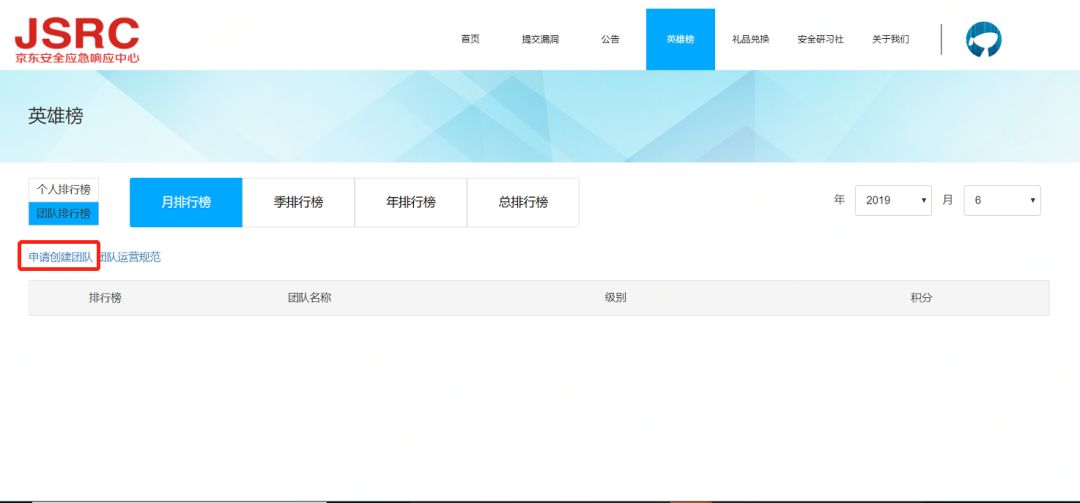 JSRC
京东安全应急响应中心
首页 提交漏洞 公告 英雄榜 礼品兑换 安全研习社 关于我们
英雄榜
个人排行榜
团队排行榜
月排行榜 季排行榜 年排行榜 总排行榜
年 2019 月 6
申请创建团队 团队运营规范
排行榜 团队名称 级别 积分